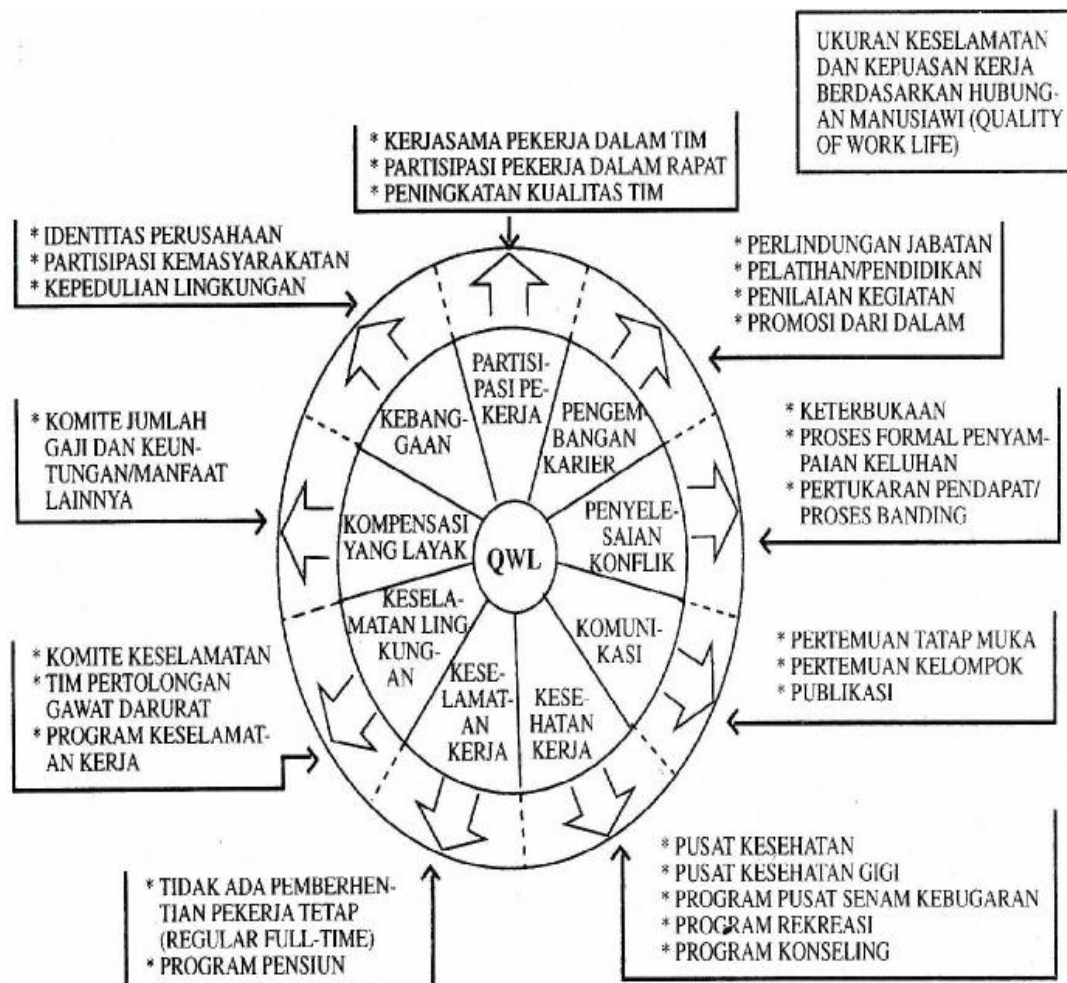 UKURAN KESELAMATAN
DAN KEPUASAN KERJA
BERDASARKAN HUBUNG-
AN MANUSIAWI (QUALITY
OF WORK LIFE)
* KERJASAMA PEKERJA DALAM TIM
* PARTISIPASI PEKERJA DALAM RAPAT
* PENINGKATAN KUALITAS TIM
* IDENTITAS PERUSAHAAN
* PARTISIPASI KEMASYARAKATAN
* KEPEDULIAN LINGKUNGAN
* PERLINDUNGAN JABATAN
* PELATIHAN/PENDIDIKAN
* PENILAIAN KEGIATAN
* PROMOSI DARI DALAM
PARTISI-
PASI PE-
KERJA
KEBANG-
GAAN
PENGEM-
BANGAN
KARIER
* KOMITE JUMLAH
GAJI DAN KEUN-
TUNGAN/MANFAAT
LAINNYA
* KETERBUKAAN
* PROSES FORMAL PENYAM-
PAIAN KELUHAN
* PERTUKARAN PENDAPAT/
PROSES BANDING
KOMPENSASI
YANG LAYAK
QWL
PENYELE-
SAIAN
KONFLIK
KESELA-
MATAN LING
KUNG-
AN
KESE-
LAMAT-
AN
KERJA
KESE-
HATAN
KERJA
KOMUNI-
KASI
* KOMITE KESELAMATAN
* TIM PERTOLONGAN
GAWAT DARURAT
* PROGRAM KESELAMAT-
AN KERJA
* PERTEMUAN TATAP MUKA
* PERTEMUAN KELOMPOK
* PUBLIKASI
* TIDAK ADA PEMBERHEN-
TIAN PEKERJA TETAP
(REGULAR FULL-TIME)
* PROGRAM PENSIUN
* PUSAT KESEHATAN
* PUSAT KESEHATAN GIGI
* PROGRAM PUSAT SENAM KEBUGARAN
* PROGRAM REKREASI
* PROGRAM KONSELING